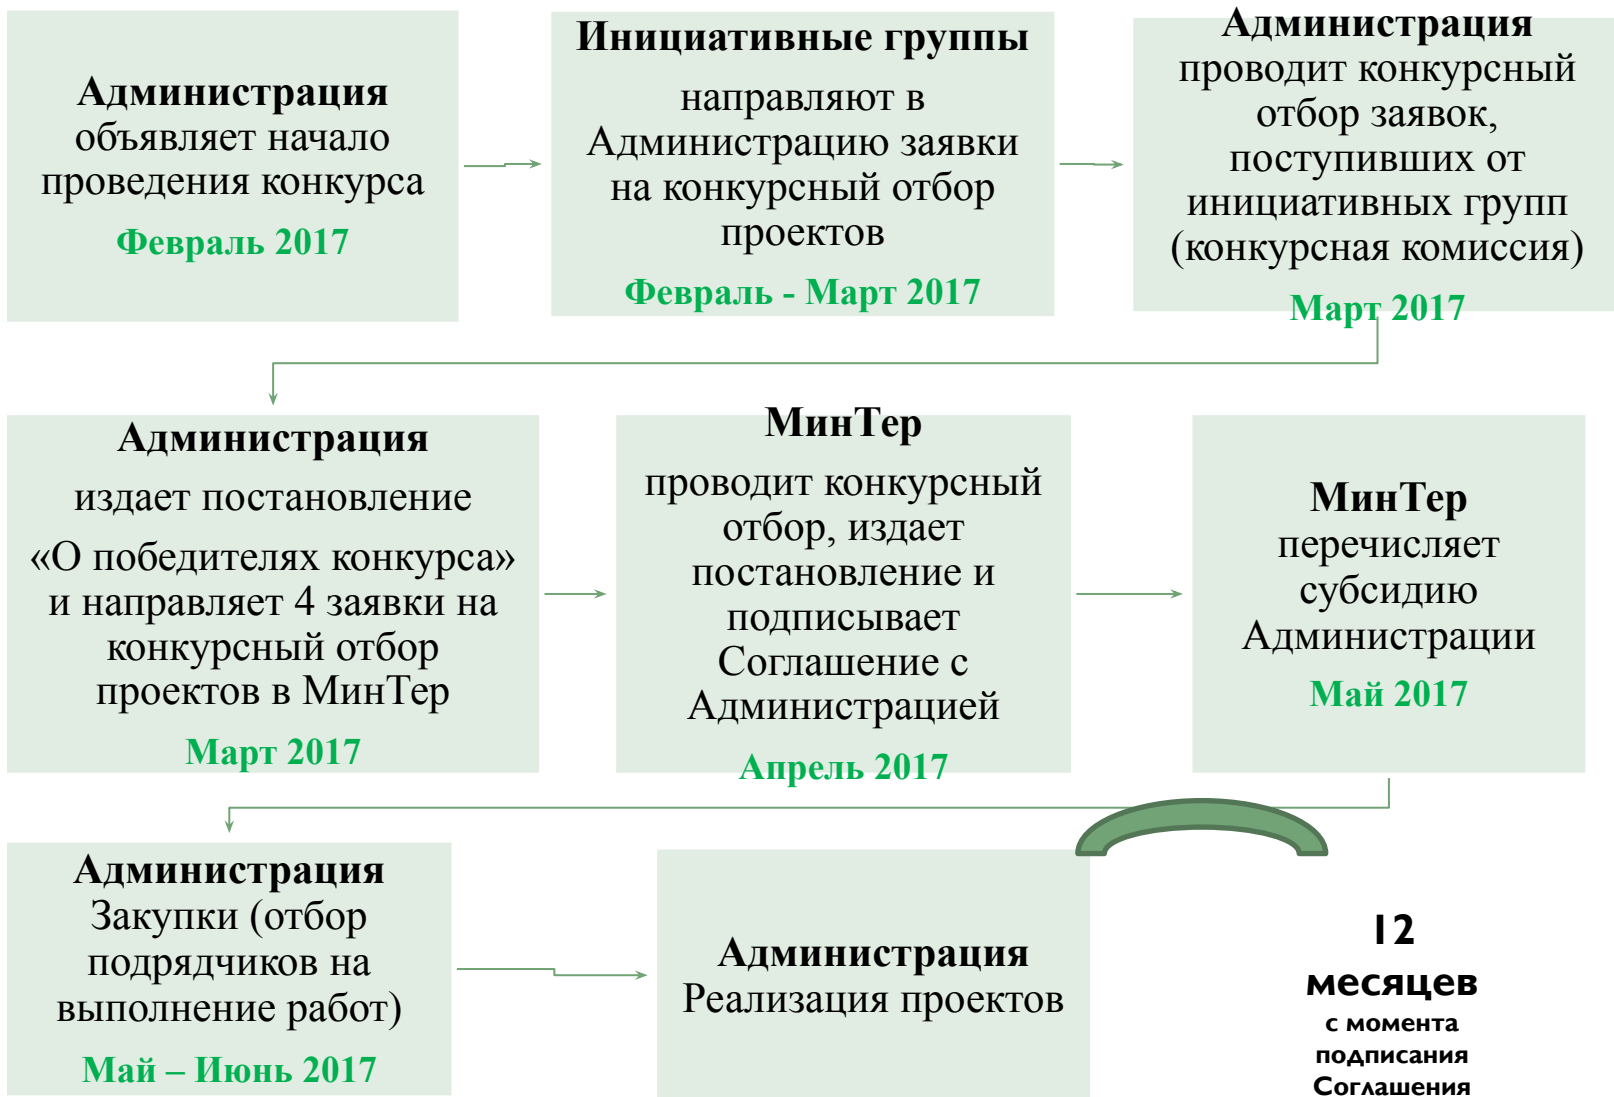 Администрация
объявляет начало
проведения конкурса
Февраль 2017
Инициативные группы
направляют в
Администрацию заявки
на конкурсный отбор
проектов
Февраль - Март 2017
Администрация
проводит конкурсный
отбор заявок,
поступивших от
инициативных групп
(конкурсная комиссия)
Март 2017
Администрация
издает постановление
«О победителях конкурса»
и направляет 4 заявки на
конкурсный отбор
проектов в МинТер
Март 2017
МинТер
проводит конкурсный
отбор, издает
постановление и
подписывает
Соглашение с
Администрацией
Апрель 2017
МинТер
перечисляет
субсидию
Администрации
Май 2017
Администрация
Закупки (отбор
подрядчиков на
выполнение работ)
Май – Июнь 2017
Администрация
Реализация проектов
12
месяцев
с момента
подписания
Соглашения